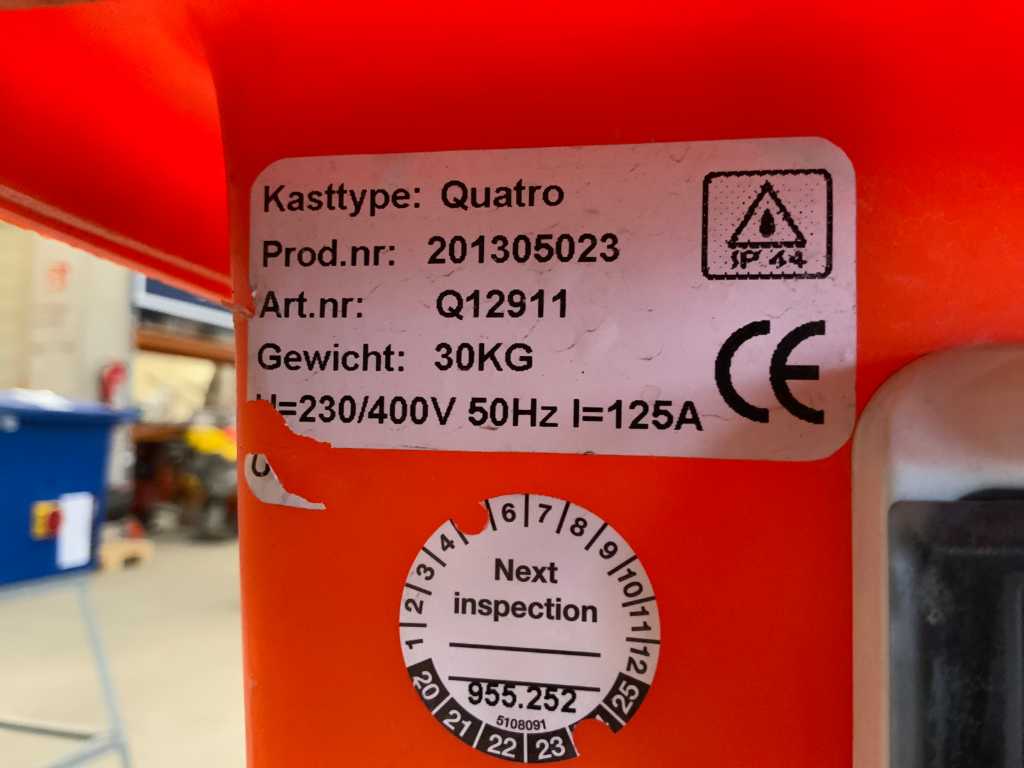 Kasttype: Quatro
Prod.nr: 201305023
Art.nr: Q12911
Gewicht: 30KG
U=230/400V 50Hz I=125A
IP 44
CE
1 2 3 4 6 7 8 9 10 11 12
Next
inspection
955.252
5108091
20 21 22 23 25